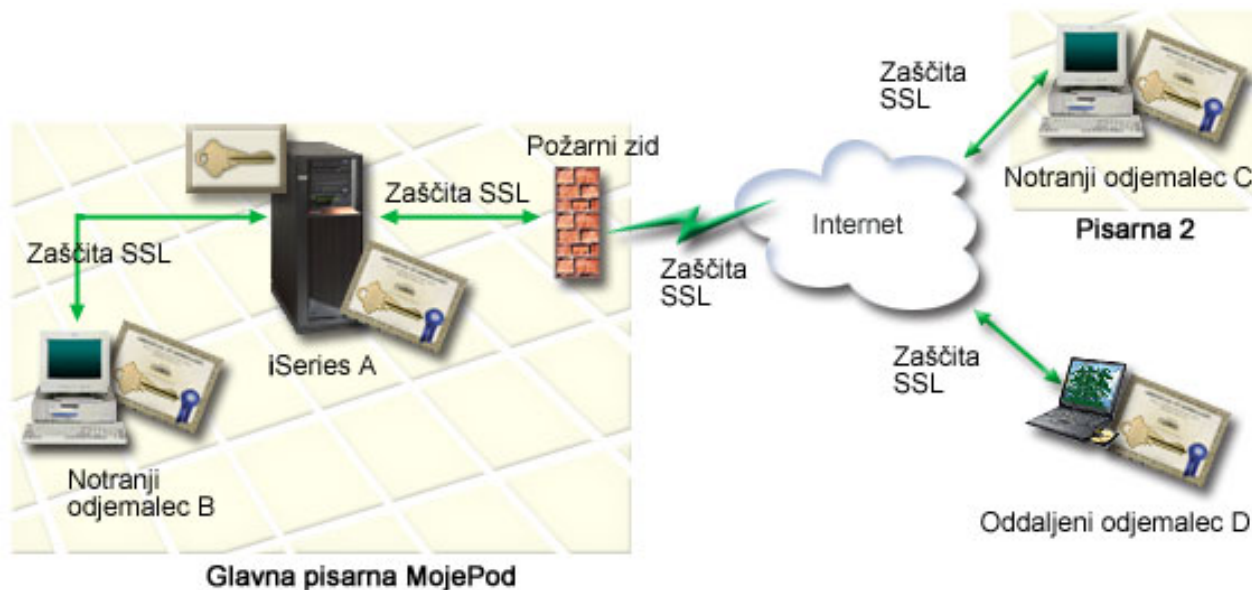 Zaščita
SSL
Notranji odjemalec C
Pisarna 2
Požarni zid
Zaščita SSL
Zaščita SSL
Internet
Zaščita
SSL
iSeries A
Zaščita
SSL
Notranji
odjemalec B
Oddaljeni odjemalec D
Glavna pisarna MojePod